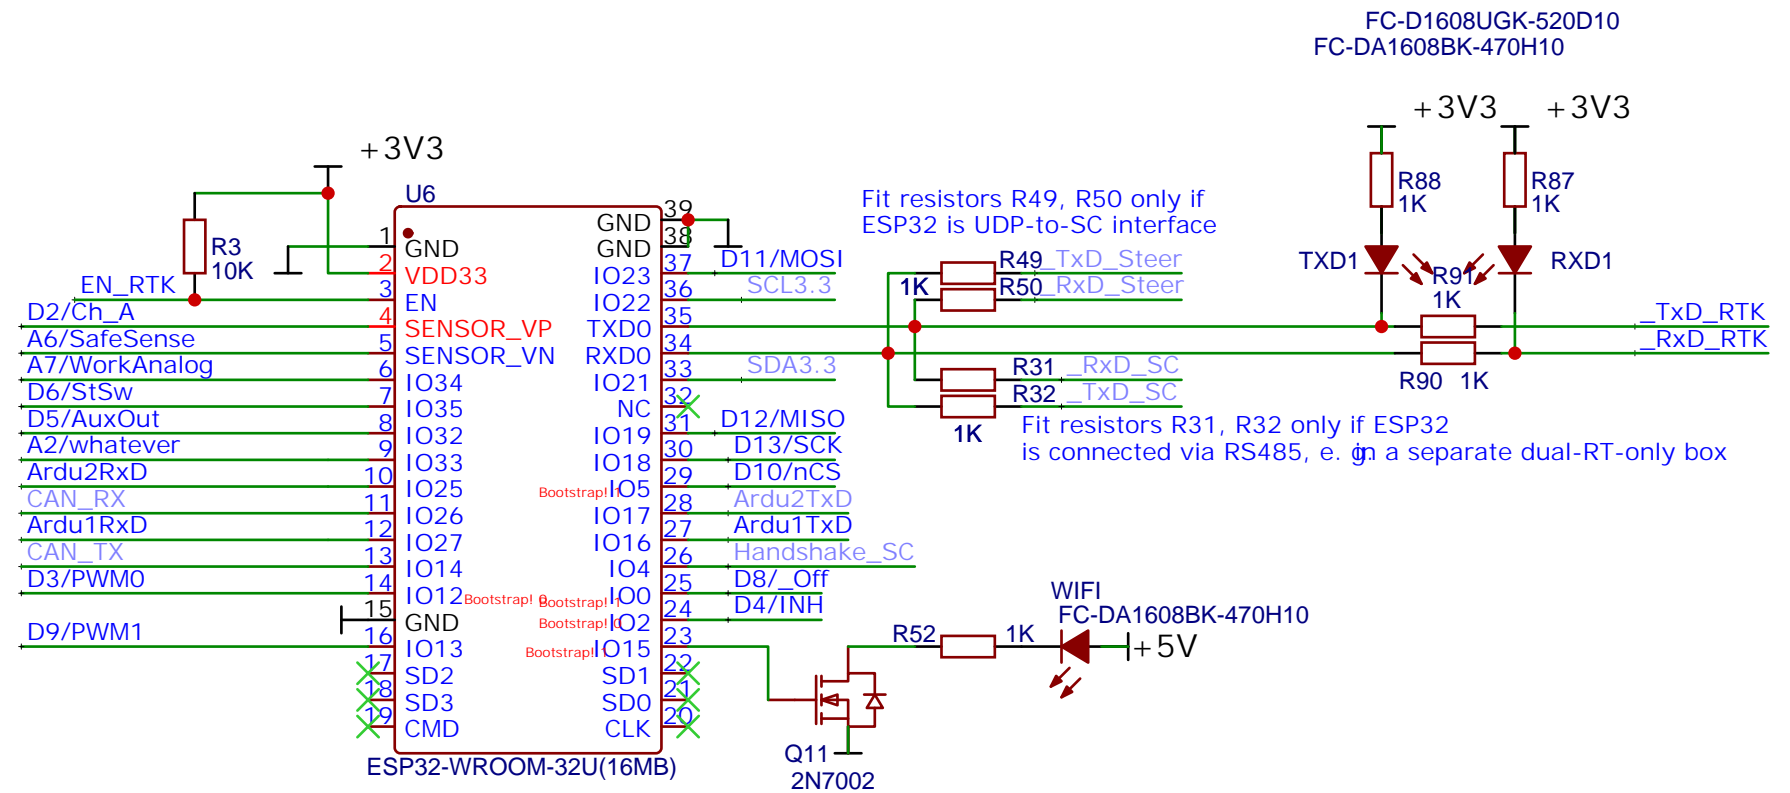 FC-D1608UGK-520D10
FC-DA1608BK-470H10
+3V3
+3V3
+3V3
R88
1K
R87
1K
TXD1
RXD1
R91
1K
R90
1K
_TxD_RTK
_RxD_RTK
Fit resistors R49, R50 only if
ESP32 is UDP-to-SC interface
R49
_TxD_Steer
1K
R50
_RxD_Steer
R31
_RxD_SC
R32
_TxD_SC
1K
Fit resistors R31, R32 only if ESP32
is connected via RS485, e. g. in a separate dual-RT-only box
U6
R3
10K
EN_RTK
D2/Ch_A
A6/SafeSense
A7/WorkAnalog
D6/StSw
D5/AuxOut
A2/whatever
Ardu2RxD
CAN_RX
Ardu1RxD
CAN_TX
D3/PWM0
D9/PWM1
1 GND
2 VDD33
3 EN
4 SENSOR_VP
5 SENSOR_VN
6 IO34
7 IO35
8 IO32
9 IO33
10 IO25
11 IO26
12 IO27
13 IO14
14 IO12 Bootstrap! 0
15 GND
16 IO13
17 SD2
18 SD3
19 CMD
GND 39
GND 38
IO23 37 D11/MOSI
IO22 36 SCL3.3
TXD0 35
RXD0 34
IO21 33 SDA3.3
NC 32
IO19 31 D12/MISO
IO18 30 D13/SCK
Bootstrap! 1 IO5 29 D10/nCS
IO17 28 Ardu2TxD
IO16 27 Ardu1TxD
IO4 26 Handshake_SC
Bootstrap! 1 IO0 25 D8/_Off
Bootstrap! 0 IO2 24 D4/INH
Bootstrap! 1 IO15 23
SD1 22
SD0 21
CLK 20
ESP32-WROOM-32U(16MB)
WIFI
FC-DA1608BK-470H10
R52
1K
+5V
Q11
2N7002